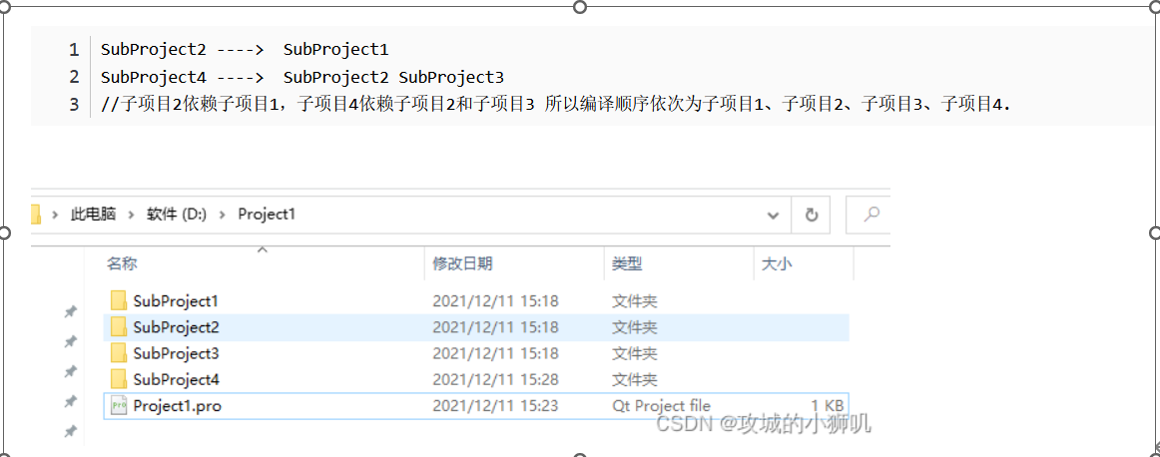 1 SubProject2 ----> SubProject1
2 SubProject4 ----> SubProject2 SubProject3
3 //子项目2依赖子项目1，子项目4依赖子项目2和子项目3 所以编译顺序依次为子项目1、子项目2、子项目3、子项目4.
此电脑 > 软件 (D:) > Project1
名称 修改日期 类型 大小
SubProject1 2021/12/11 15:18 文件夹
SubProject2 2021/12/11 15:18 文件夹
SubProject3 2021/12/11 15:18 文件夹
SubProject4 2021/12/11 15:28 文件夹
Project1.pro 2021/12/11 15:23 Qt Project file 1 KB
CSDN @攻城的小狮叽